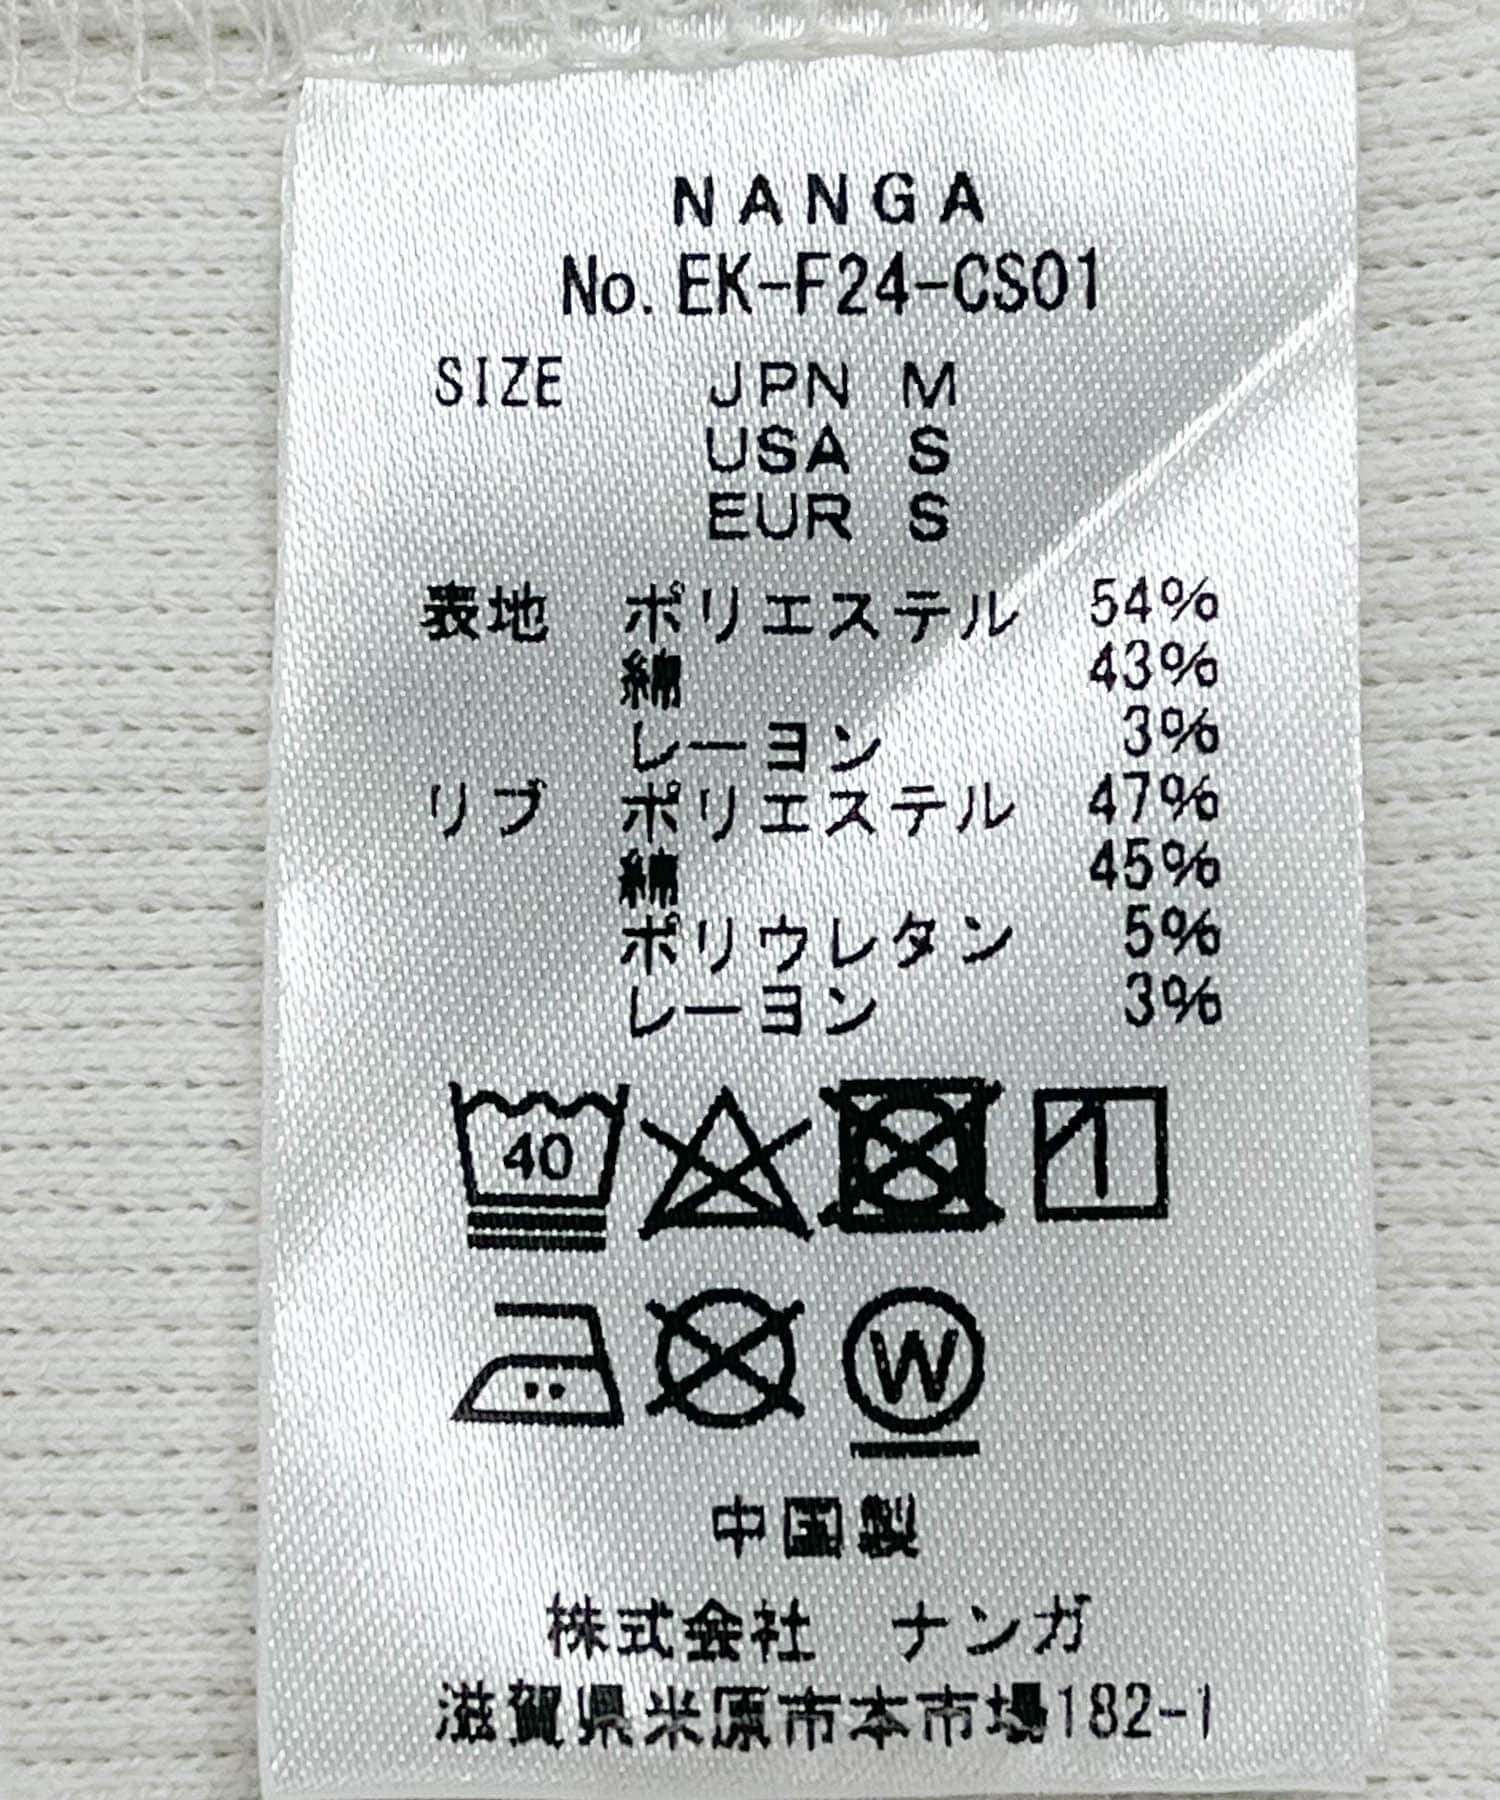 NANGA
No. EK-F24-CS01
SIZE JPN M
USA S
EUR S
表地 ポリエステル 54%
綿 43%
レーヨン 3%
リブ ポリエステル 47%
綿 45%
ポリウレタン 5%
レーヨン 3%
40
W
中国製
株式会社 ナンガ
滋賀県米原市本市場182-1